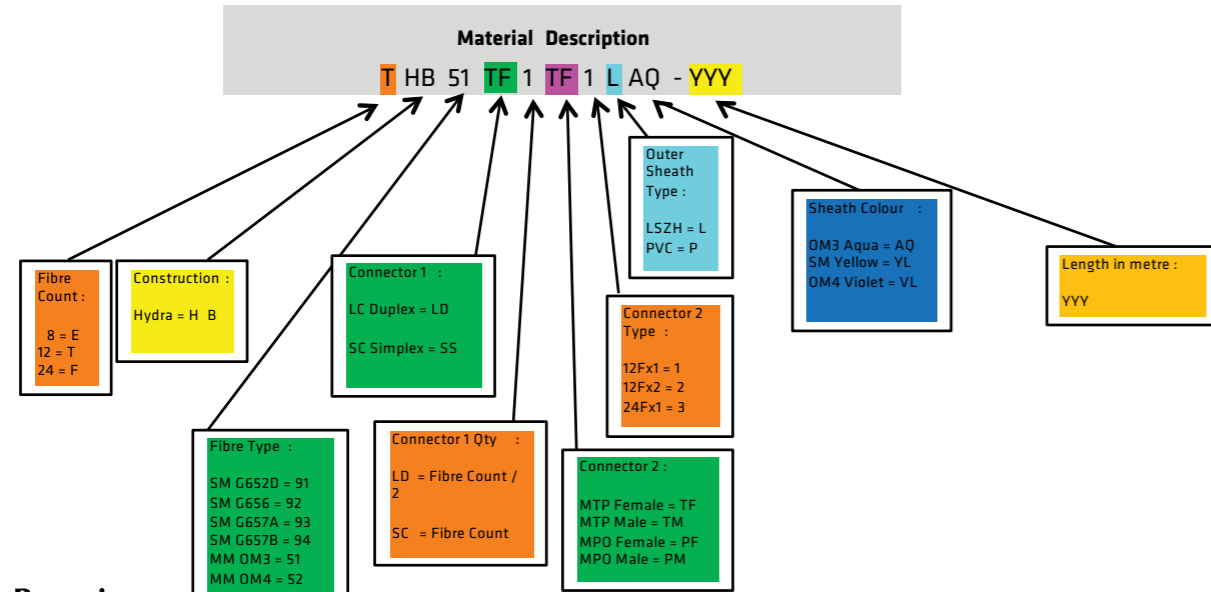 Material Description
T HB 51 TF 1 TF 1 L AQ - YYY
Outer
Sheath
Type :
LSZH = L
PVC = P
Sheath Colour :
OM3 Aqua = AQ
SM Yellow = YL
OM4 Violet = VL
Length in metre :
YYY
Fibre
Count :
8 = E
12 = T
24 = F
Construction :
Hydra = H B
Connector 1 :
LC Duplex = LD
SC Simplex = SS
Connector 2
Type :
12Fx1 = 1
12Fx2 = 2
24Fx1 = 3
Fibre Type :
SM G652D = 91
SM G656 = 92
SM G657A = 93
SM G657B = 94
MM OM3 = 51
MM OM4 = 52
Connector 1 Qty :
LD = Fibre Count /
2
SC = Fibre Count
Connector 2 :
MTP Female = TF
MTP Male = TM
MPO Female = PF
MPO Male = PM